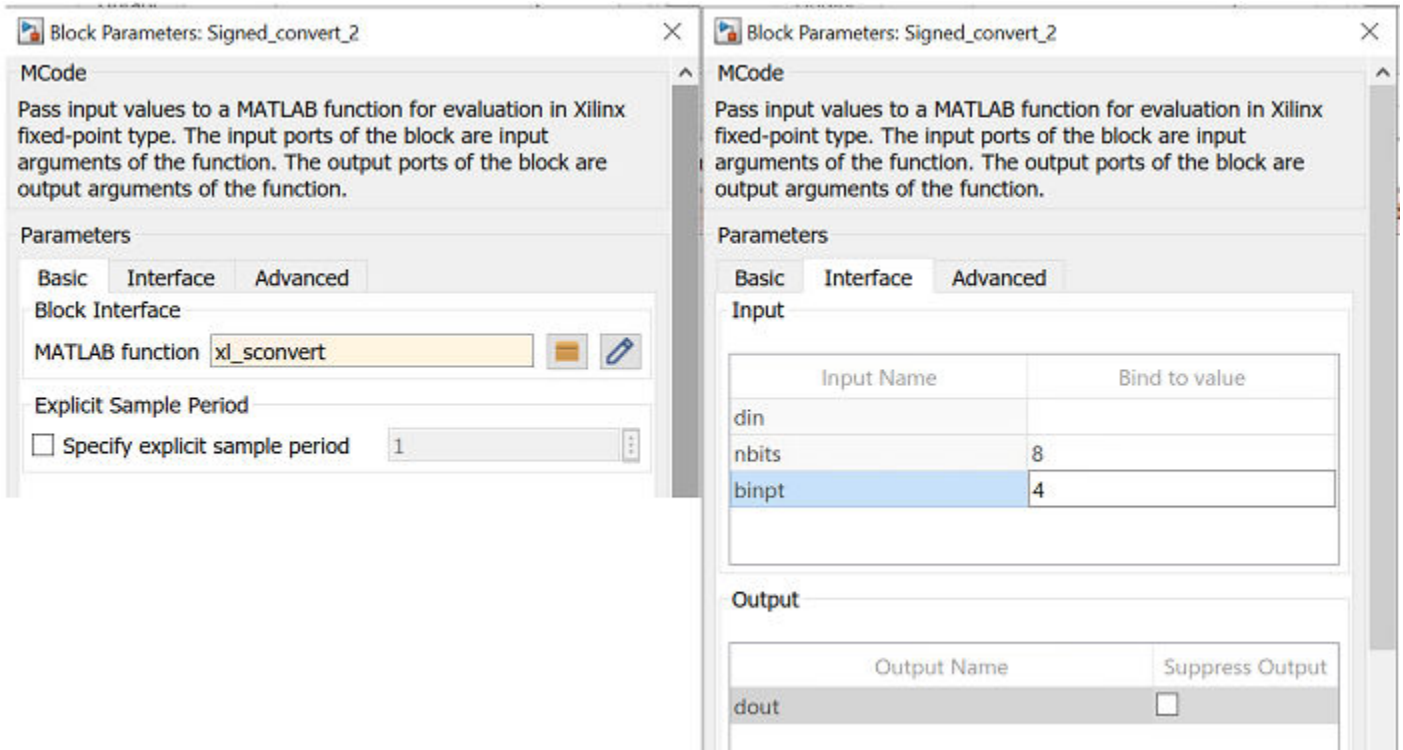 Block Parameters: Signed_convert_2
MCode
Pass input values to a MATLAB function for evaluation in Xilinx
fixed-point type. The input ports of the block are input
arguments of the function. The output ports of the block are
output arguments of the function.
Parameters
Basic Interface Advanced
Block Interface
MATLAB function xl_sconvert
Explicit Sample Period
Specify explicit sample period 1
Block Parameters: Signed_convert_2
MCode
Pass input values to a MATLAB function for evaluation in Xilinx
fixed-point type. The input ports of the block are input
arguments of the function. The output ports of the block are
output arguments of the function.
Parameters
Basic Interface Advanced
Input
Input Name Bind to value
din
nbits 8
binpt 4
Output
Output Name Suppress Output
dout